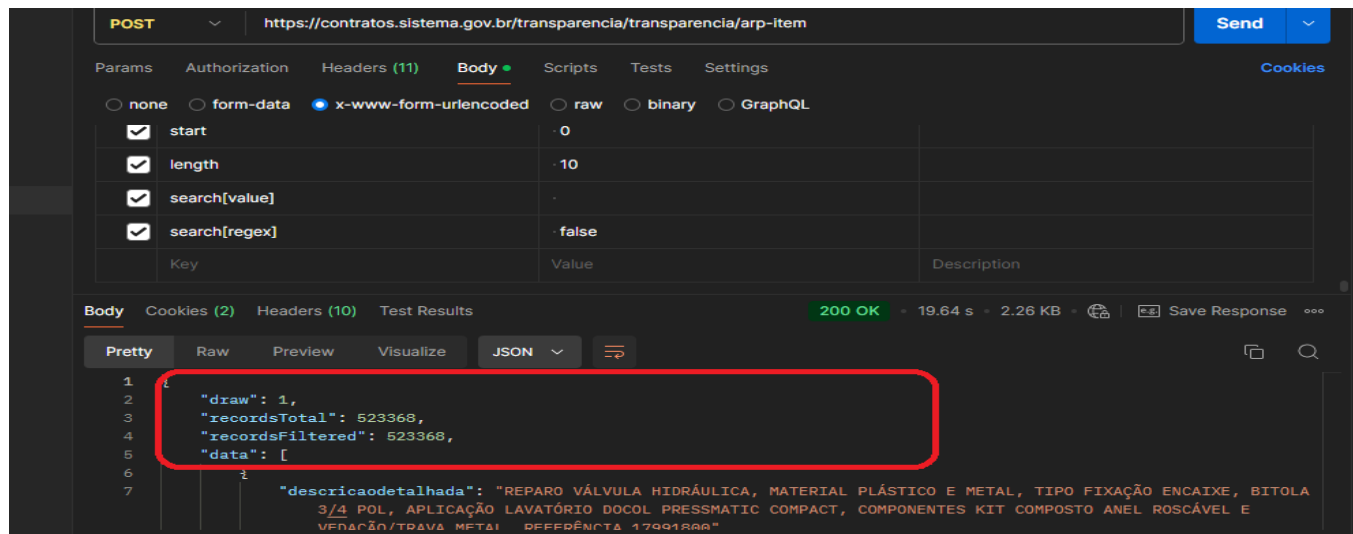 POST https://contratos.sistema.gov.br/transparencia/transparencia/arp-item Send
Params Authorization Headers (11) Body Scripts Tests Settings Cookies
none form-data x-www-form-urlencoded raw binary GraphQL
start 0
length 10
search[value]
search[regex] false
Key Value Description
Body Cookies (2) Headers (10) Test Results 200 OK 19.64 s 2.26 KB e.g. Save Response
Pretty Raw Preview Visualize JSON
1 {
2 "draw": 1,
3 "recordsTotal": 523368,
4 "recordsFiltered": 523368,
5 "data": [
6 {
7 "descricaodetalhada": "REPARO VÁLVULA HIDRÁULICA, MATERIAL PLÁSTICO E METAL, TIPO FIXAÇÃO ENCAIXE, BITOLA
3/4 POL, APLICAÇÃO LAVATÓRIO DOCOL PRESSMATIC COMPACT, COMPONENTES KIT COMPOSTO ANEL ROSCÁVEL E
VEDAÇÃO/TRAVA METAL, REFERÊNCIA 17991800"